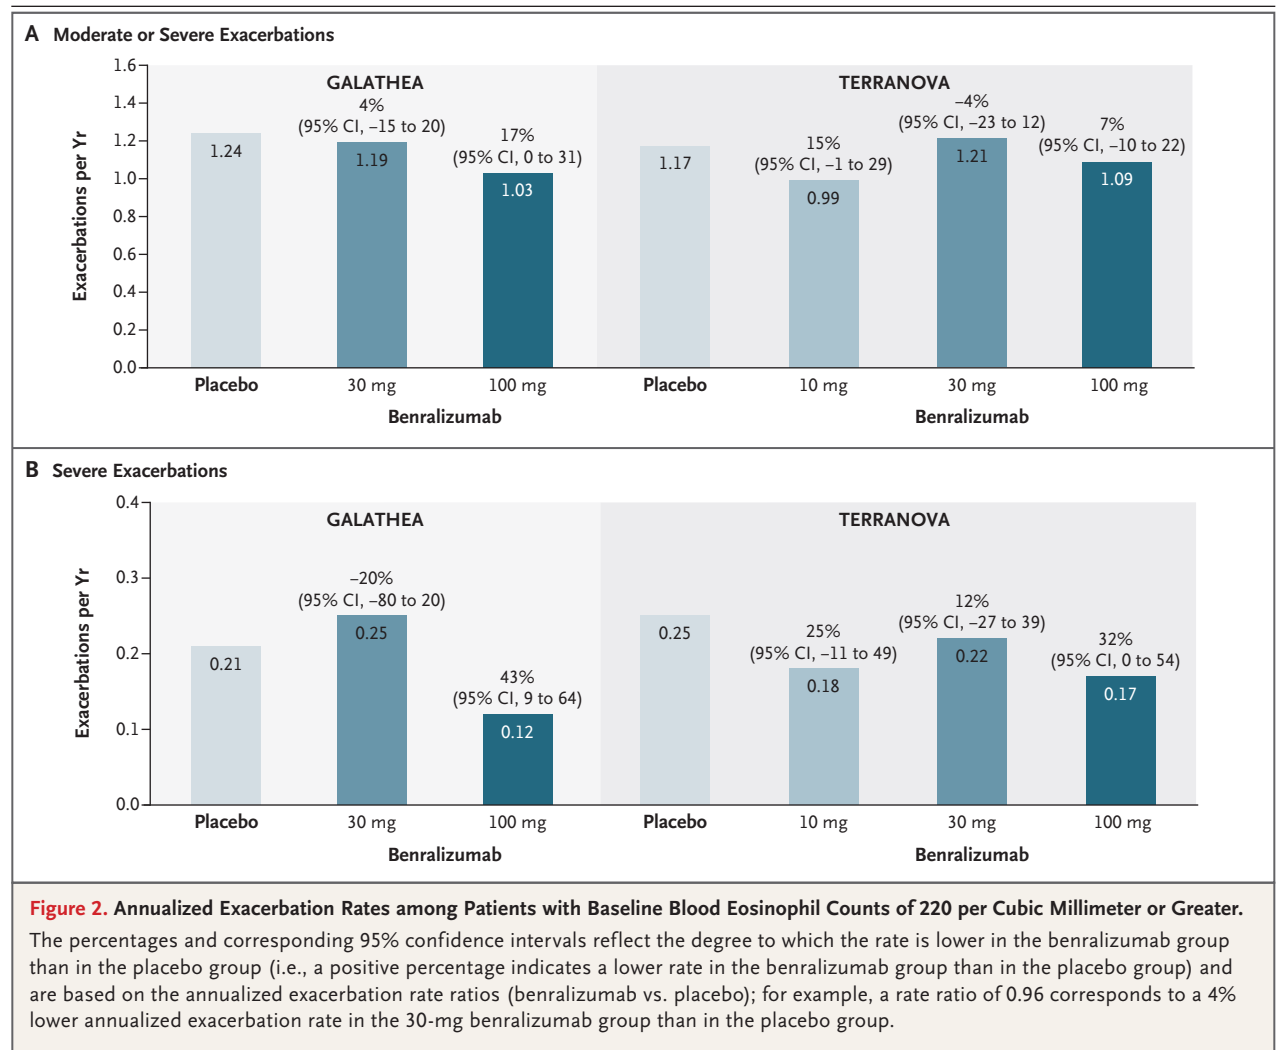 A Moderate or Severe Exacerbations
Exacerbations per Yr
1.6
1.4
1.2
1.0
0.8
0.6
0.4
0.2
0.0
GALATHEA
1.24
4%
(95% CI, –15 to 20)
1.19
17%
(95% CI, 0 to 31)
1.03
Placebo
30 mg
100 mg
Benralizumab
TERRANOVA
1.17
15%
(95% CI, –1 to 29)
0.99
–4%
(95% CI, –23 to 12)
1.21
7%
(95% CI, –10 to 22)
1.09
Placebo
10 mg
30 mg
100 mg
Benralizumab
B Severe Exacerbations
Exacerbations per Yr
0.4
0.3
0.2
0.1
0.0
GALATHEA
0.21
–20%
(95% CI, –80 to 20)
0.25
43%
(95% CI, 9 to 64)
0.12
Placebo
30 mg
100 mg
Benralizumab
TERRANOVA
0.25
25%
(95% CI, –11 to 49)
0.18
12%
(95% CI, –27 to 39)
0.22
32%
(95% CI, 0 to 54)
0.17
Placebo
10 mg
30 mg
100 mg
Benralizumab
Figure 2. Annualized Exacerbation Rates among Patients with Baseline Blood Eosinophil Counts of 220 per Cubic Millimeter or Greater.
The percentages and corresponding 95% confidence intervals reflect the degree to which the rate is lower in the benralizumab group
than in the placebo group (i.e., a positive percentage indicates a lower rate in the benralizumab group than in the placebo group) and
are based on the annualized exacerbation rate ratios (benralizumab vs. placebo); for example, a rate ratio of 0.96 corresponds to a 4%
lower annualized exacerbation rate in the 30-mg benralizumab group than in the placebo group.